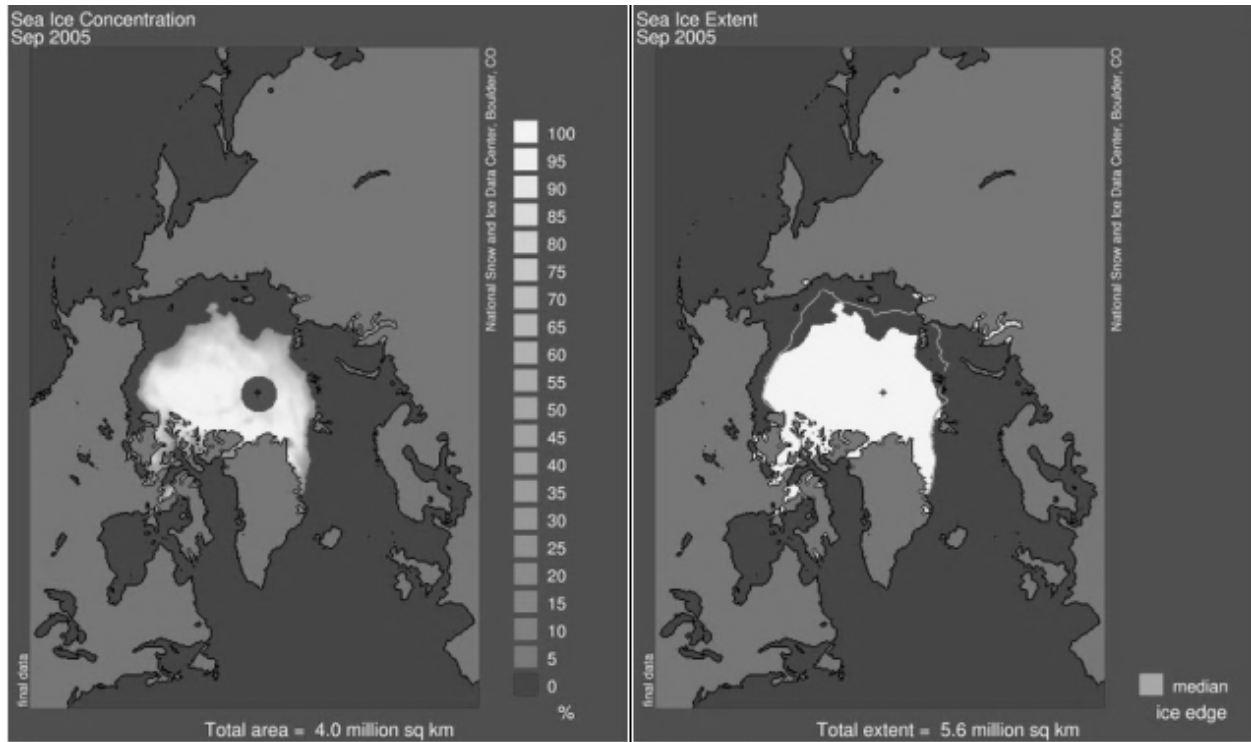 Sea Ice Concentration
Sep 2005
National Snow and Ice Data Center, Boulder, CO
100
95
90
85
80
75
70
65
60
55
50
45
40
35
30
25
20
15
10
5
0
%
final data
Total area = 4.0 million sq km
Sea Ice Extent
Sep 2005
National Snow and Ice Data Center, Boulder, CO
median
ice edge
final data
Total extent = 5.6 million sq km